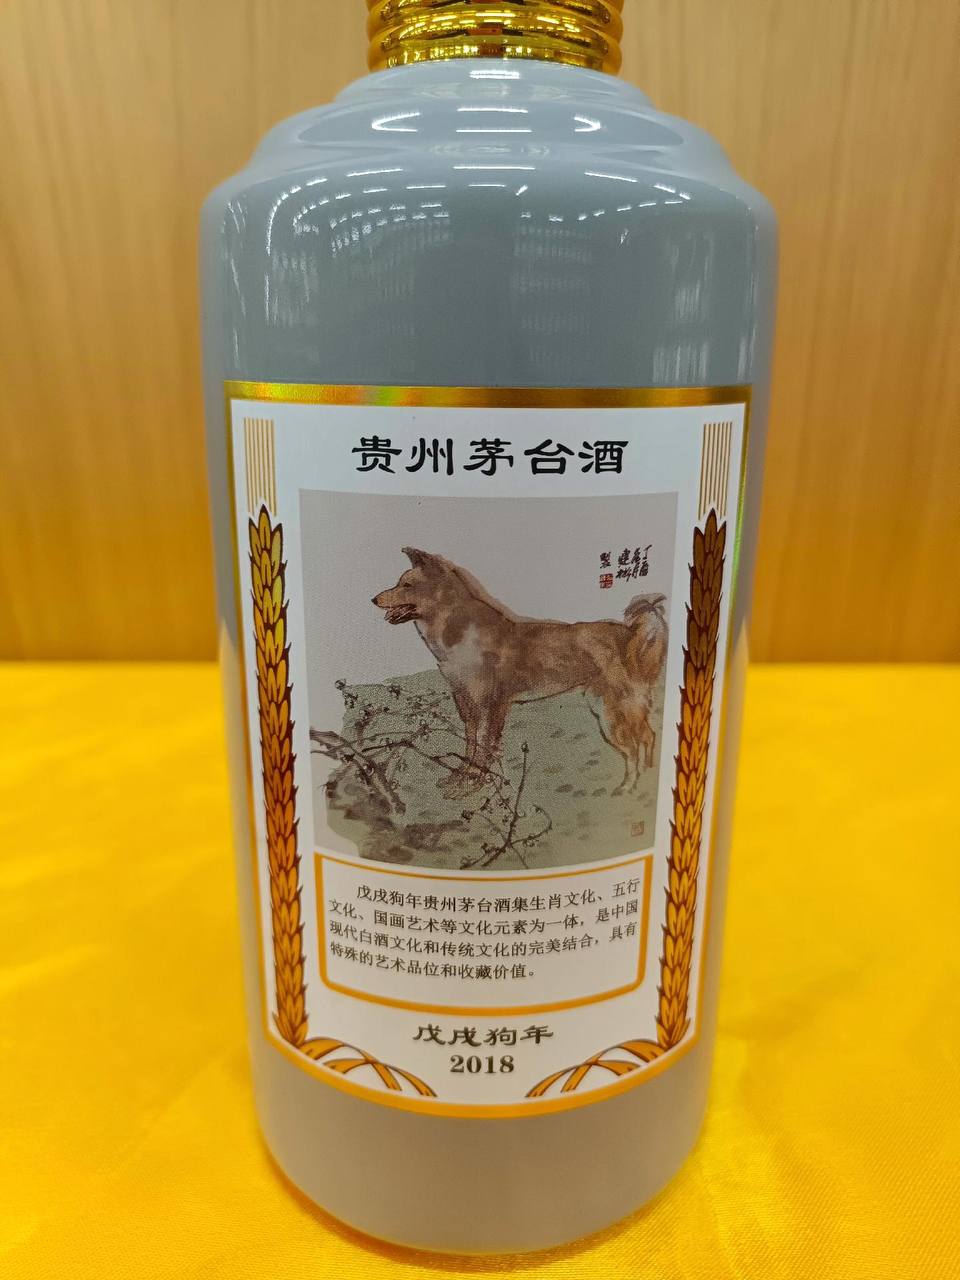 贵州茅台酒
戊戌狗年贵州茅台酒集生肖文化、五行
文化、国画艺术等文化元素为一体，是中国
现代白酒文化和传统文化的完美结合，具有
特殊的艺术品位和收藏价值。
戊戌狗年
2018